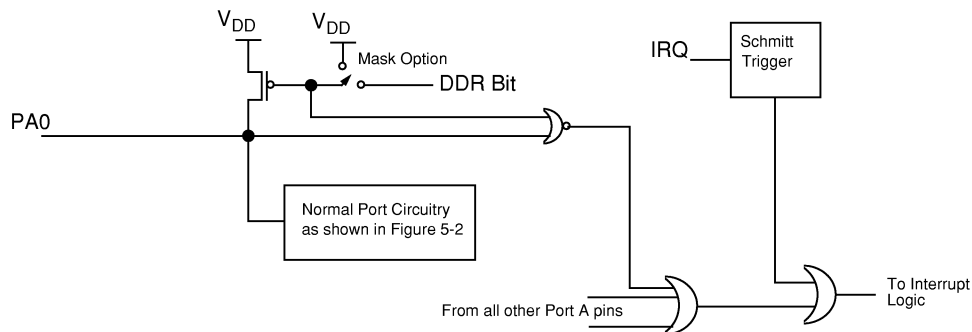 VDD
VDD
Mask Option
DDR Bit
IRQ
Schmitt
Trigger
PA0
Normal Port Circuitry
as shown in Figure 5-2
From all other Port A pins
To Interrupt
Logic